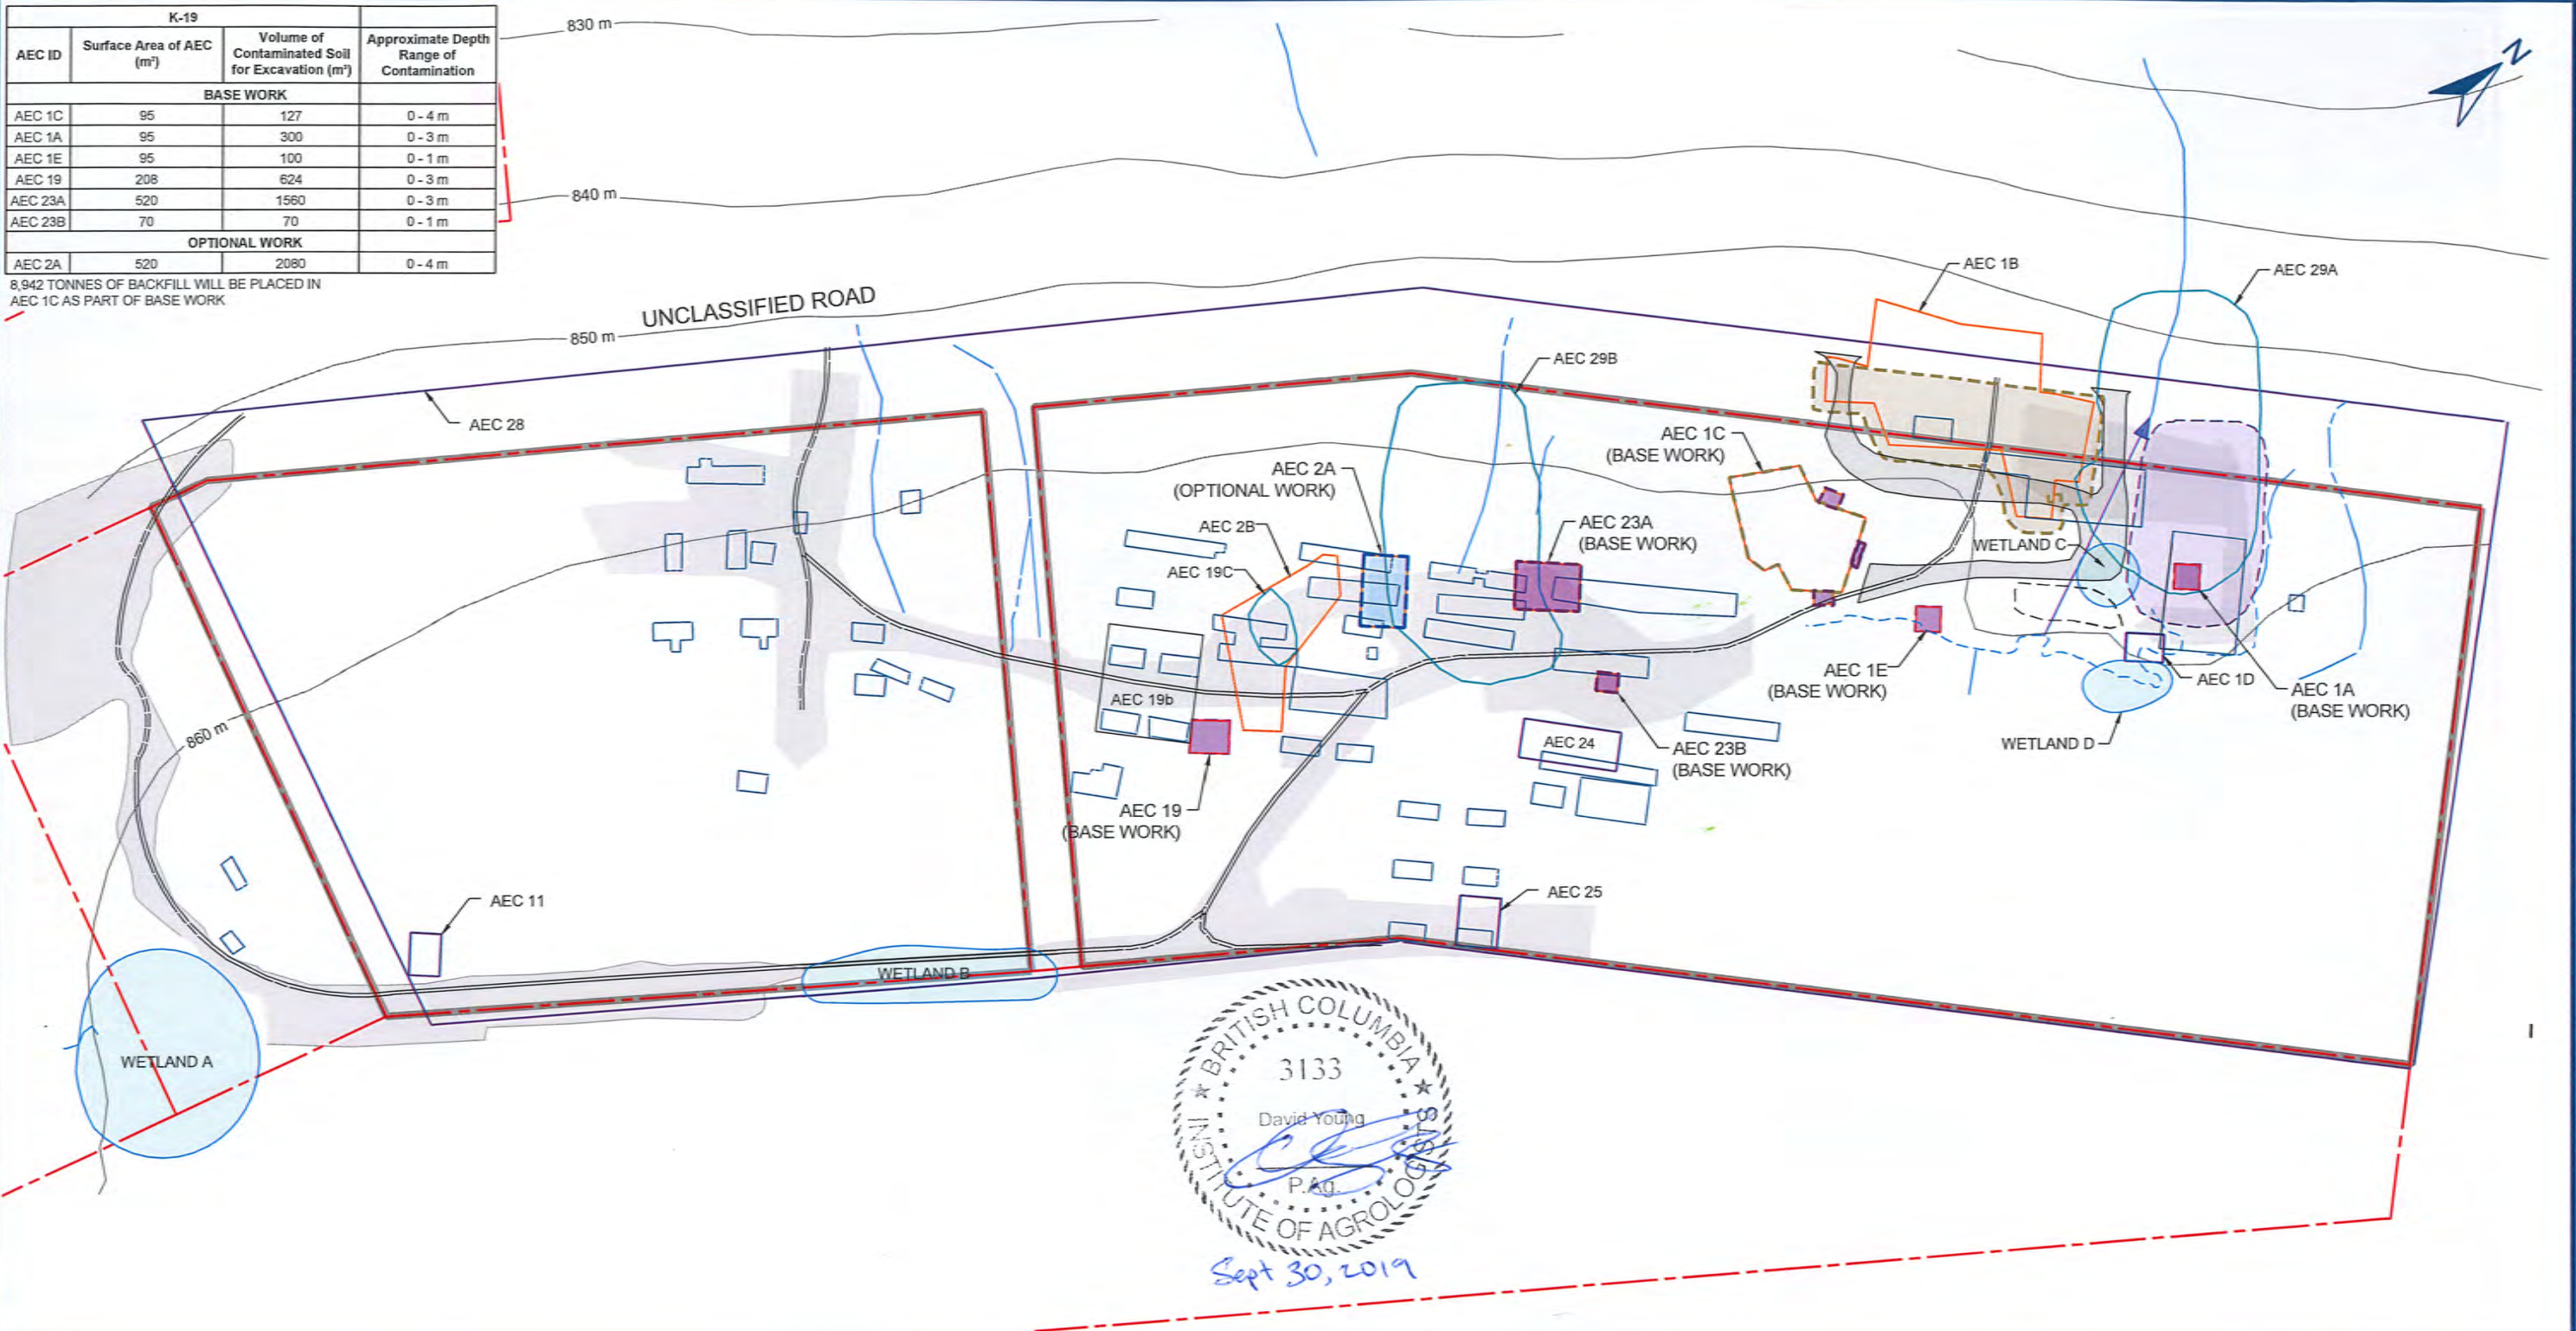 K-19
AEC ID | Surface Area of AEC (m²) | Volume of Contaminated Soil for Excavation (m³) | Approximate Depth Range of Contamination
BASE WORK
AEC 1C | 95 | 127 | 0 - 4 m
AEC 1A | 95 | 300 | 0 - 3 m
AEC 1E | 95 | 100 | 0 - 1 m
AEC 19 | 208 | 624 | 0 - 3 m
AEC 23A | 520 | 1560 | 0 - 3 m
AEC 23B | 70 | 70 | 0 - 1 m
OPTIONAL WORK
AEC 2A | 520 | 2080 | 0 - 4 m
8,942 TONNES OF BACKFILL WILL BE PLACED IN
AEC 1C AS PART OF BASE WORK
830 m
N
840 m
UNCLASSIFIED ROAD
850 m
AEC 1B
AEC 29A
AEC 29B
AEC 28
AEC 1C
(BASE WORK)
AEC 2A
(OPTIONAL WORK)
AEC 2B
AEC 23A
(BASE WORK)
AEC 19C
WETLAND C
AEC 1E
(BASE WORK)
AEC 1D
AEC 1A
(BASE WORK)
AEC 19b
860 m
AEC 24
AEC 23B
(BASE WORK)
WETLAND D
AEC 19
(BASE WORK)
AEC 11
AEC 25
WETLAND B
WETLAND A
BRITISH COLUMBIA
3133
David Young
P.Ag.
INSTITUTE OF AGROLOGISTS
Sept 30, 2019